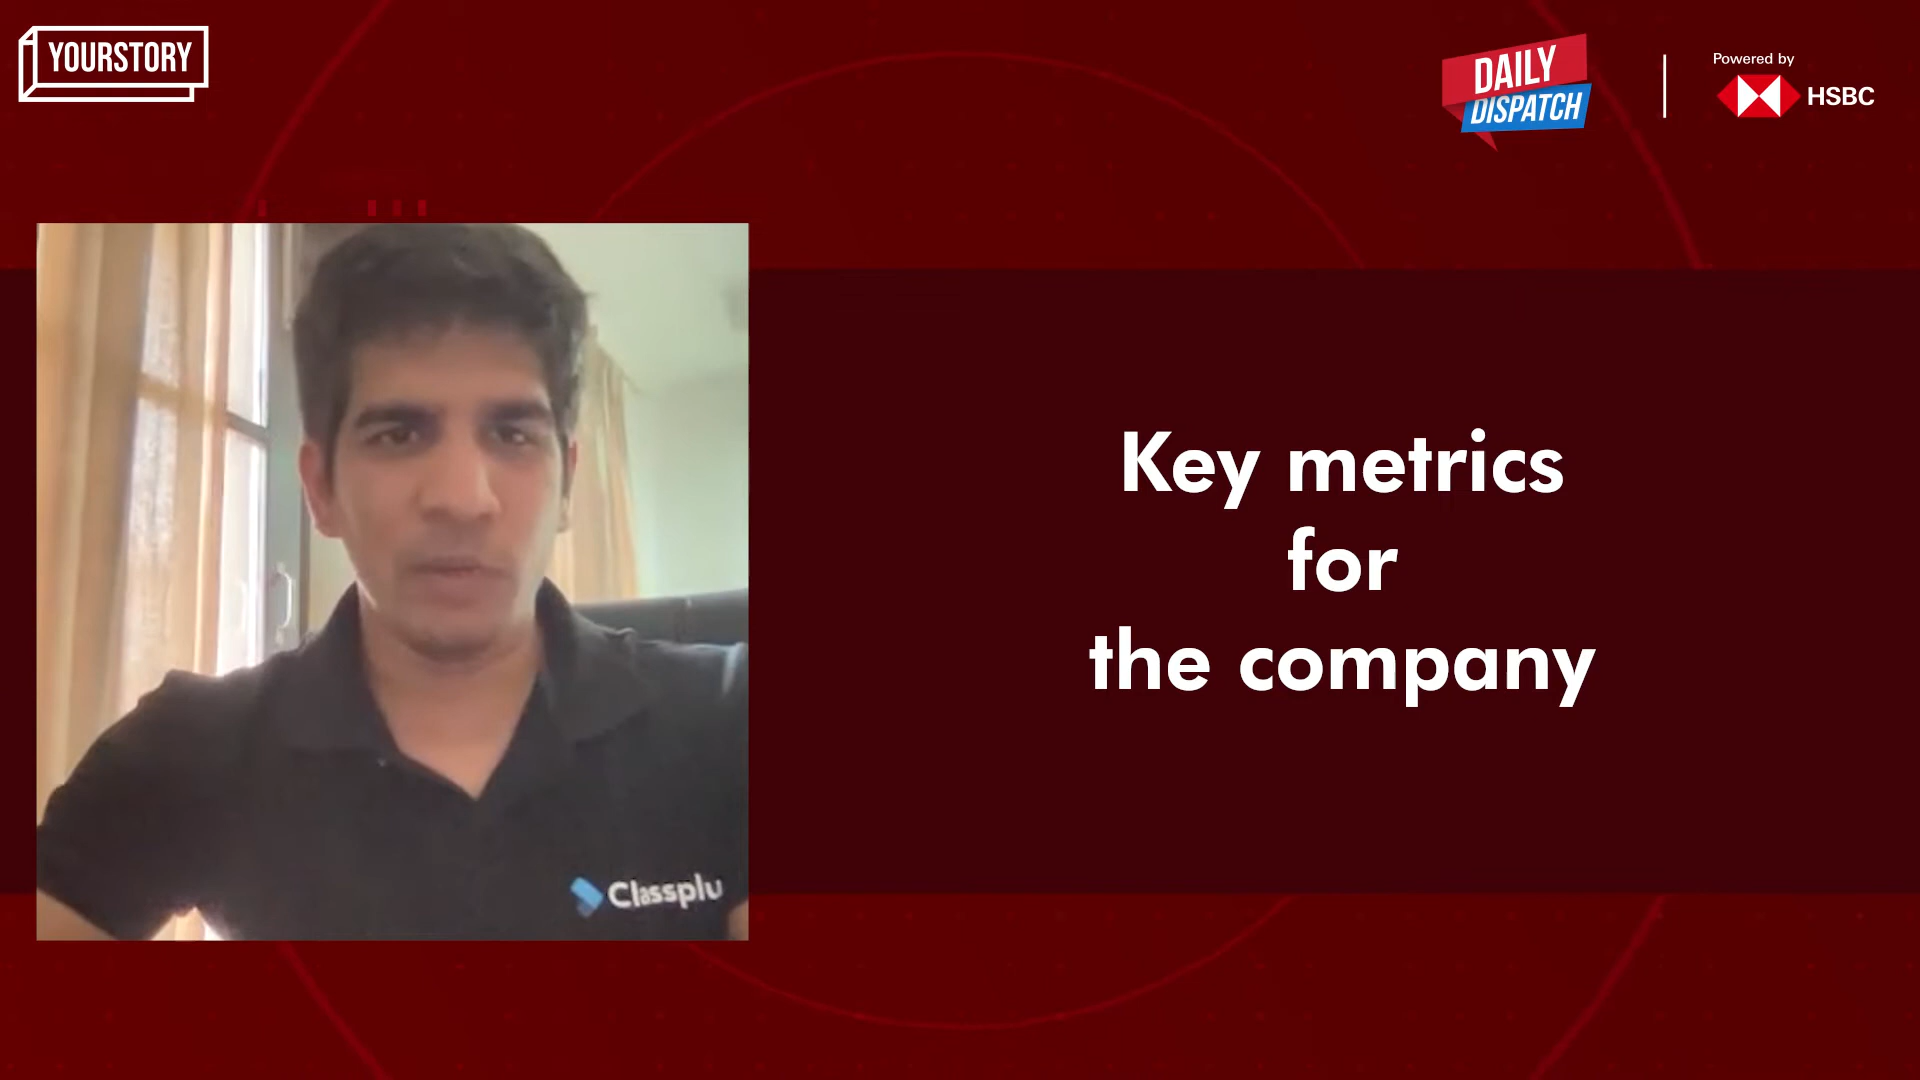 YOURSTORY
DAILY
DISPATCH
Powered by
HSBC
Key metrics
for
the company
Classplu